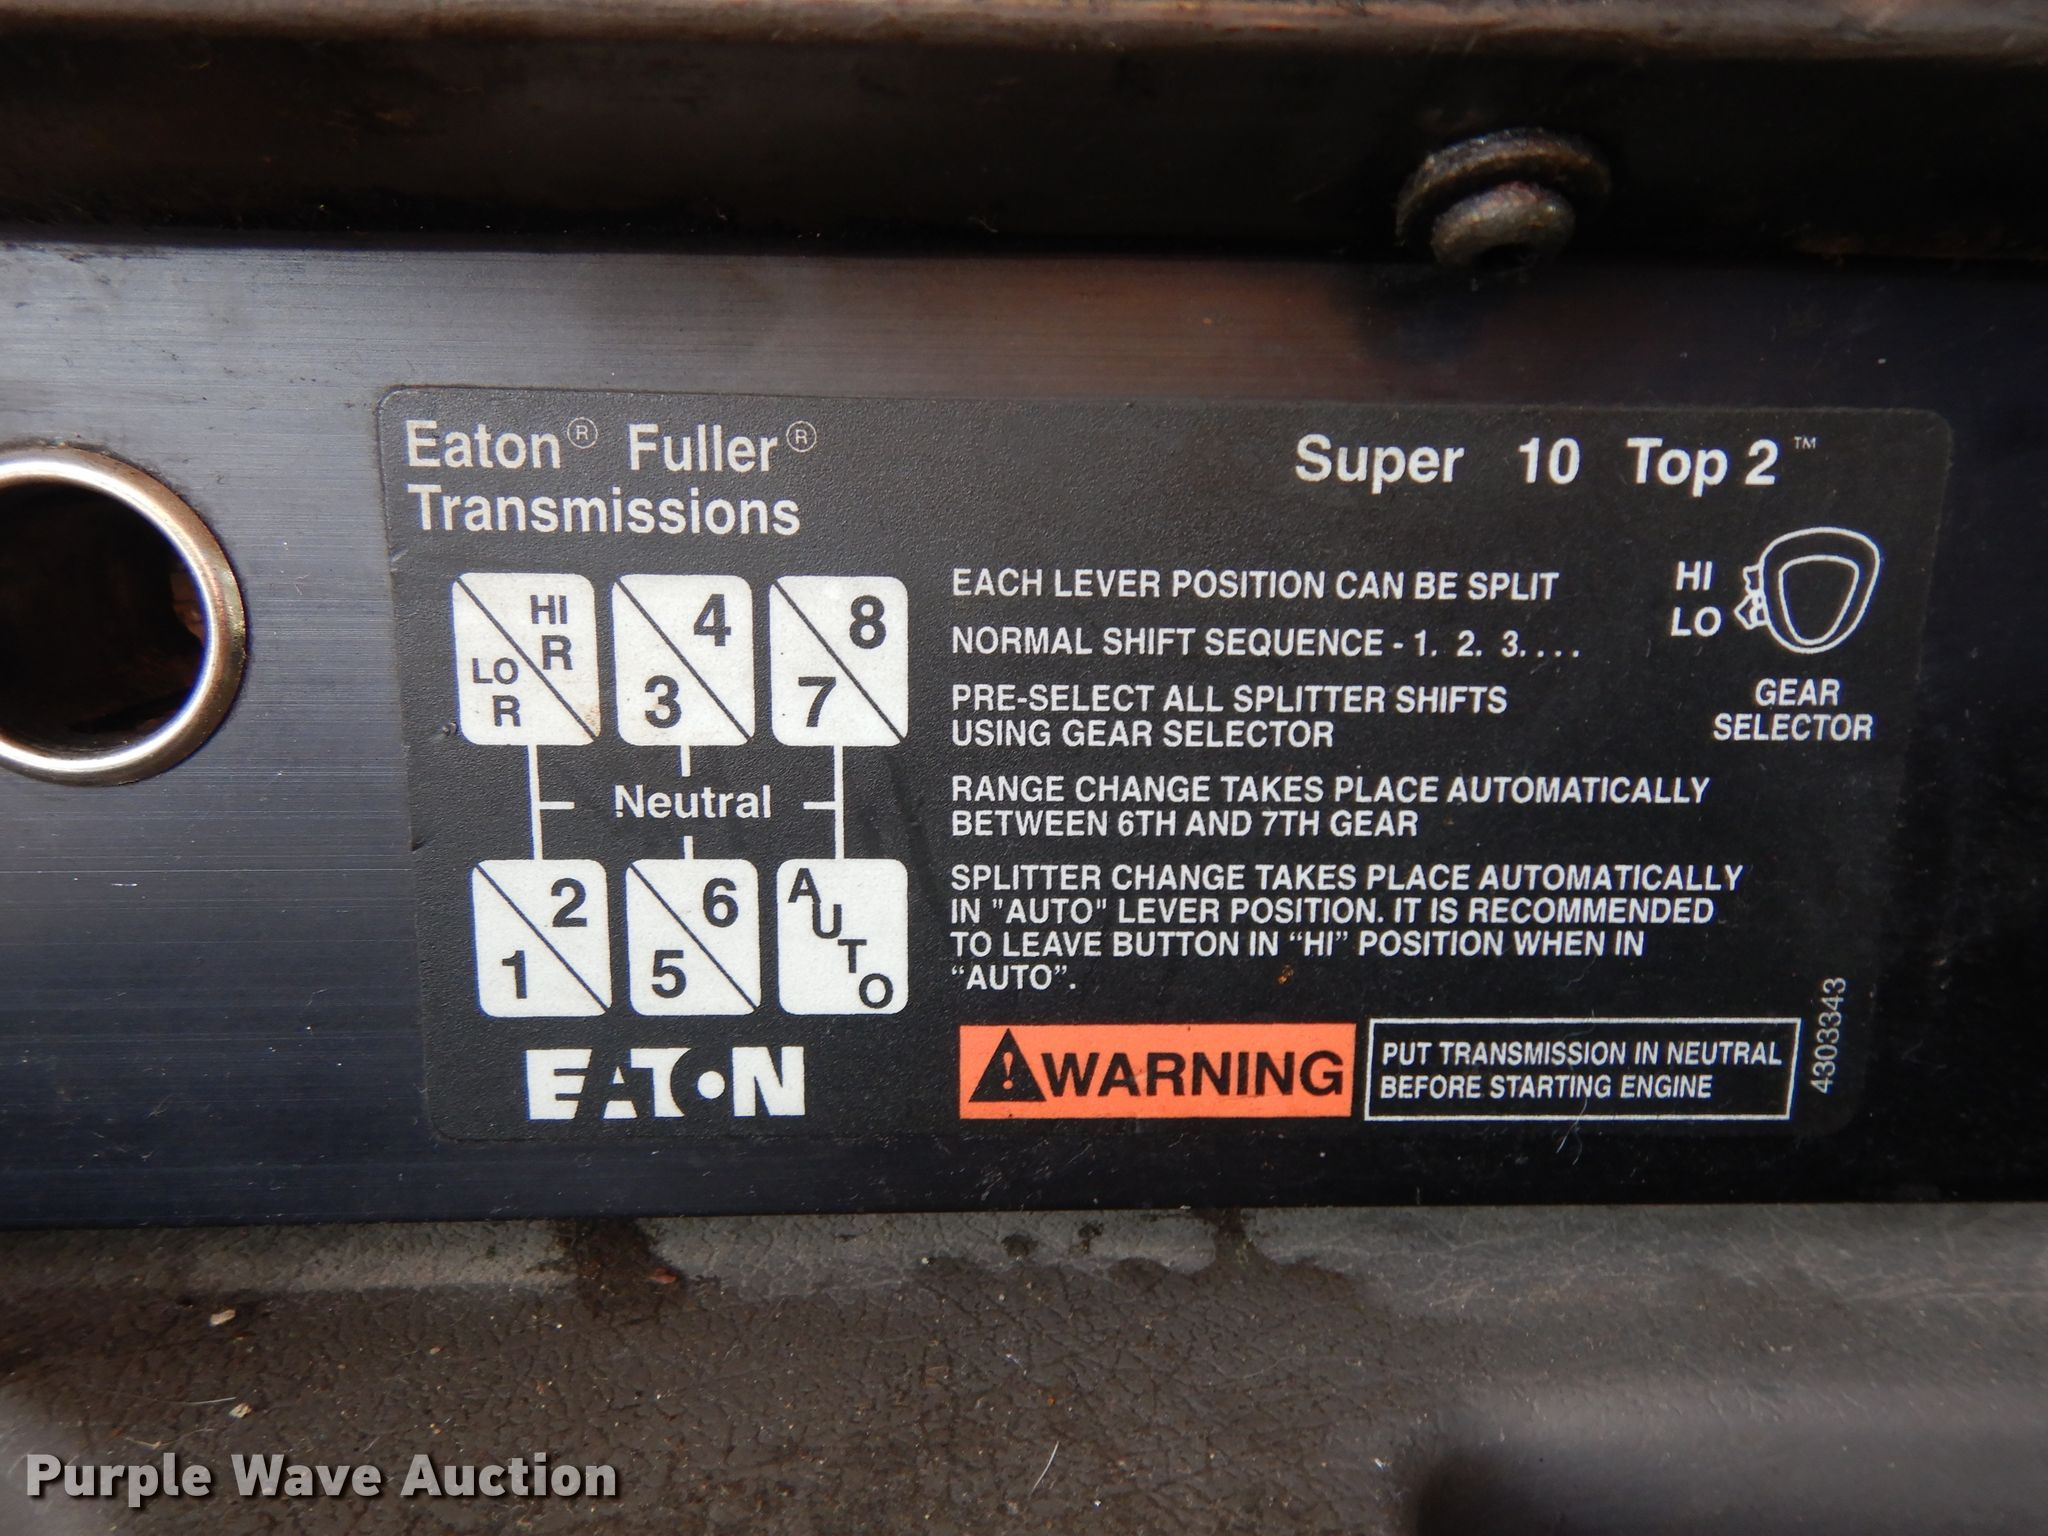 Eaton® Fuller®
Transmissions
Super 10 Top 2™
HI
R
LO
R
4
3
8
7
Neutral
2
1
6
5
AUTO
EATON
EACH LEVER POSITION CAN BE SPLIT
NORMAL SHIFT SEQUENCE - 1. 2. 3. . . .
PRE-SELECT ALL SPLITTER SHIFTS
USING GEAR SELECTOR
RANGE CHANGE TAKES PLACE AUTOMATICALLY
BETWEEN 6TH AND 7TH GEAR
SPLITTER CHANGE TAKES PLACE AUTOMATICALLY
IN "AUTO" LEVER POSITION. IT IS RECOMMENDED
TO LEAVE BUTTON IN “HI” POSITION WHEN IN
“AUTO”.
HI
LO
GEAR
SELECTOR
! WARNING
PUT TRANSMISSION IN NEUTRAL
BEFORE STARTING ENGINE
4303343
Purple Wave Auction